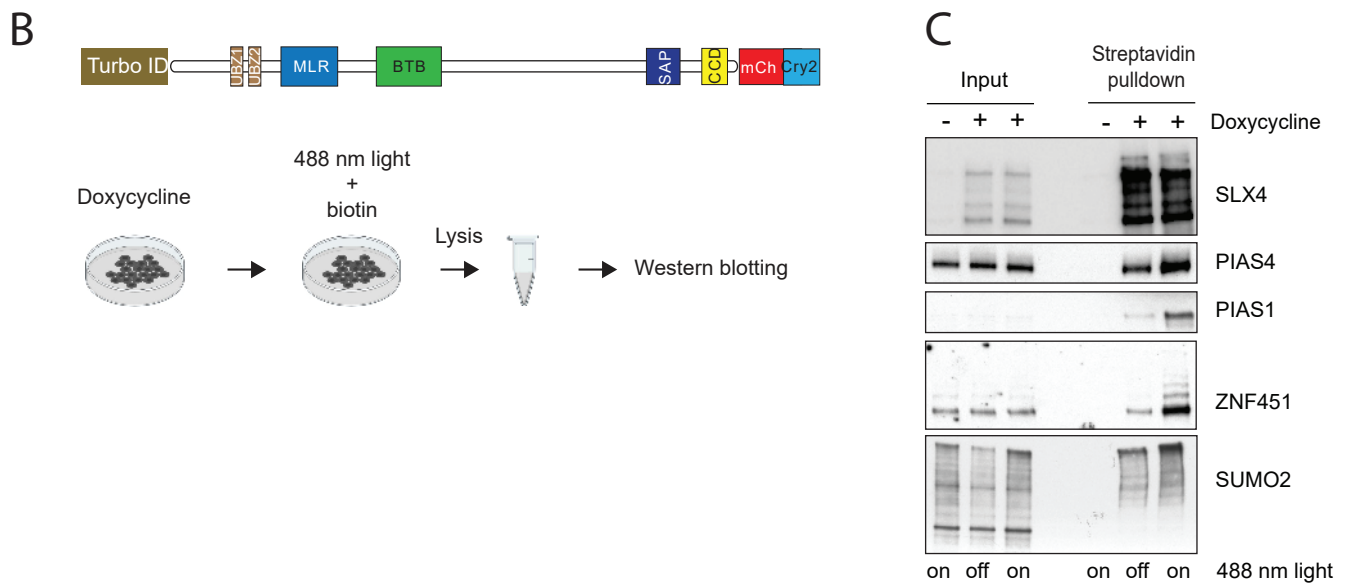 B
Turbo ID
UBZ1
UBZ2
MLR
BTB
SAP
CCD
mCh
Cry2
488 nm light
+
biotin
Doxycycline
Lysis
Western blotting
C
Streptavidin
pulldown
Input
- + + - + + Doxycycline
SLX4
PIAS4
PIAS1
ZNF451
SUMO2
on off on on off on 488 nm light